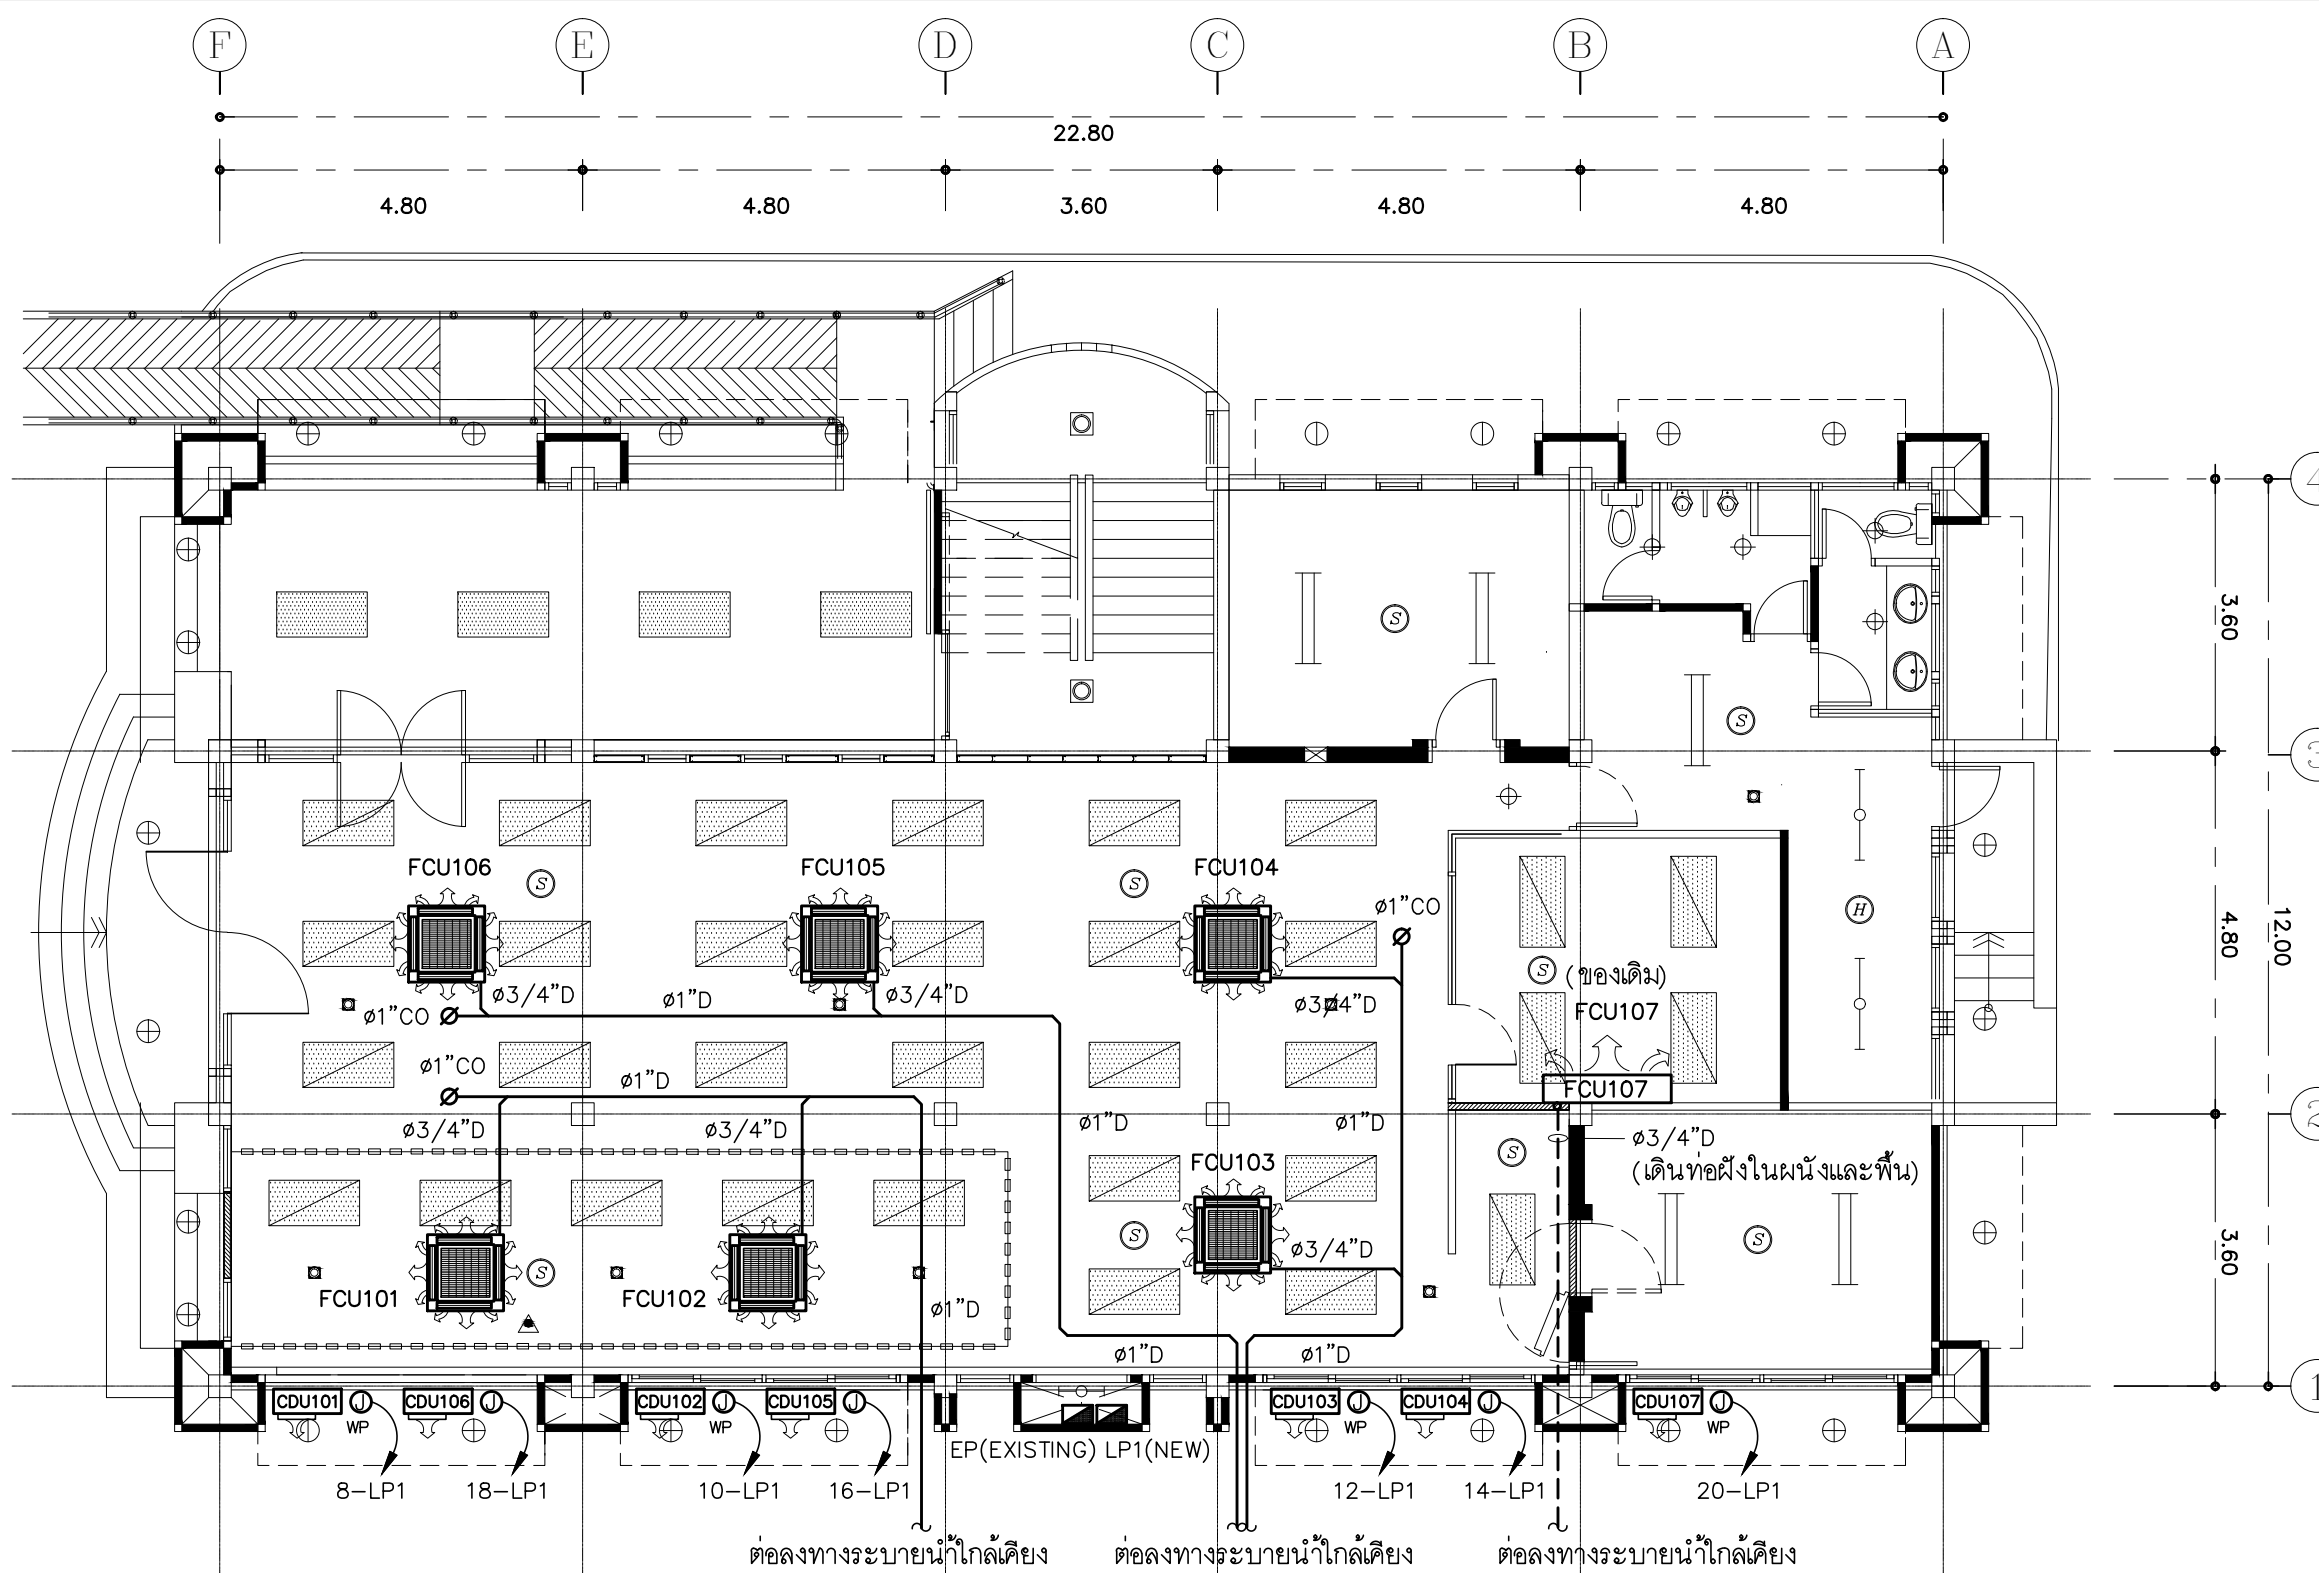 F E D C B A
22.80
4.80 4.80 3.60 4.80 4.80
4
3.60
S
S
3
FCU106 S FCU105 S FCU104
ø1"CO
H
4.80
12.00
S (ของเดิม)
ø3/4"D ø1"D ø3/4"D ø3/4"D
FCU107
ø1"CO
ø1"CO ø1"D
FCU107
2
ø3/4"D ø3/4"D ø1"D ø1"D ø3/4"D
S
(เดินท่อฝังในผนังและพื้น)
FCU103
S S
3.60
ø3/4"D
S
FCU101 FCU102
ø1"D
ø1"D ø1"D
1
CDU101 J CDU106 J CDU102 J CDU105 J CDU103 J CDU104 J CDU107 J
WP WP WP WP
EP(EXISTING) LP1(NEW)
8-LP1 18-LP1 10-LP1 16-LP1 12-LP1 14-LP1 20-LP1
ต่อลงทางระบายน้ำใกล้เคียง ต่อลงทางระบายน้ำใกล้เคียง ต่อลงทางระบายน้ำใกล้เคียง